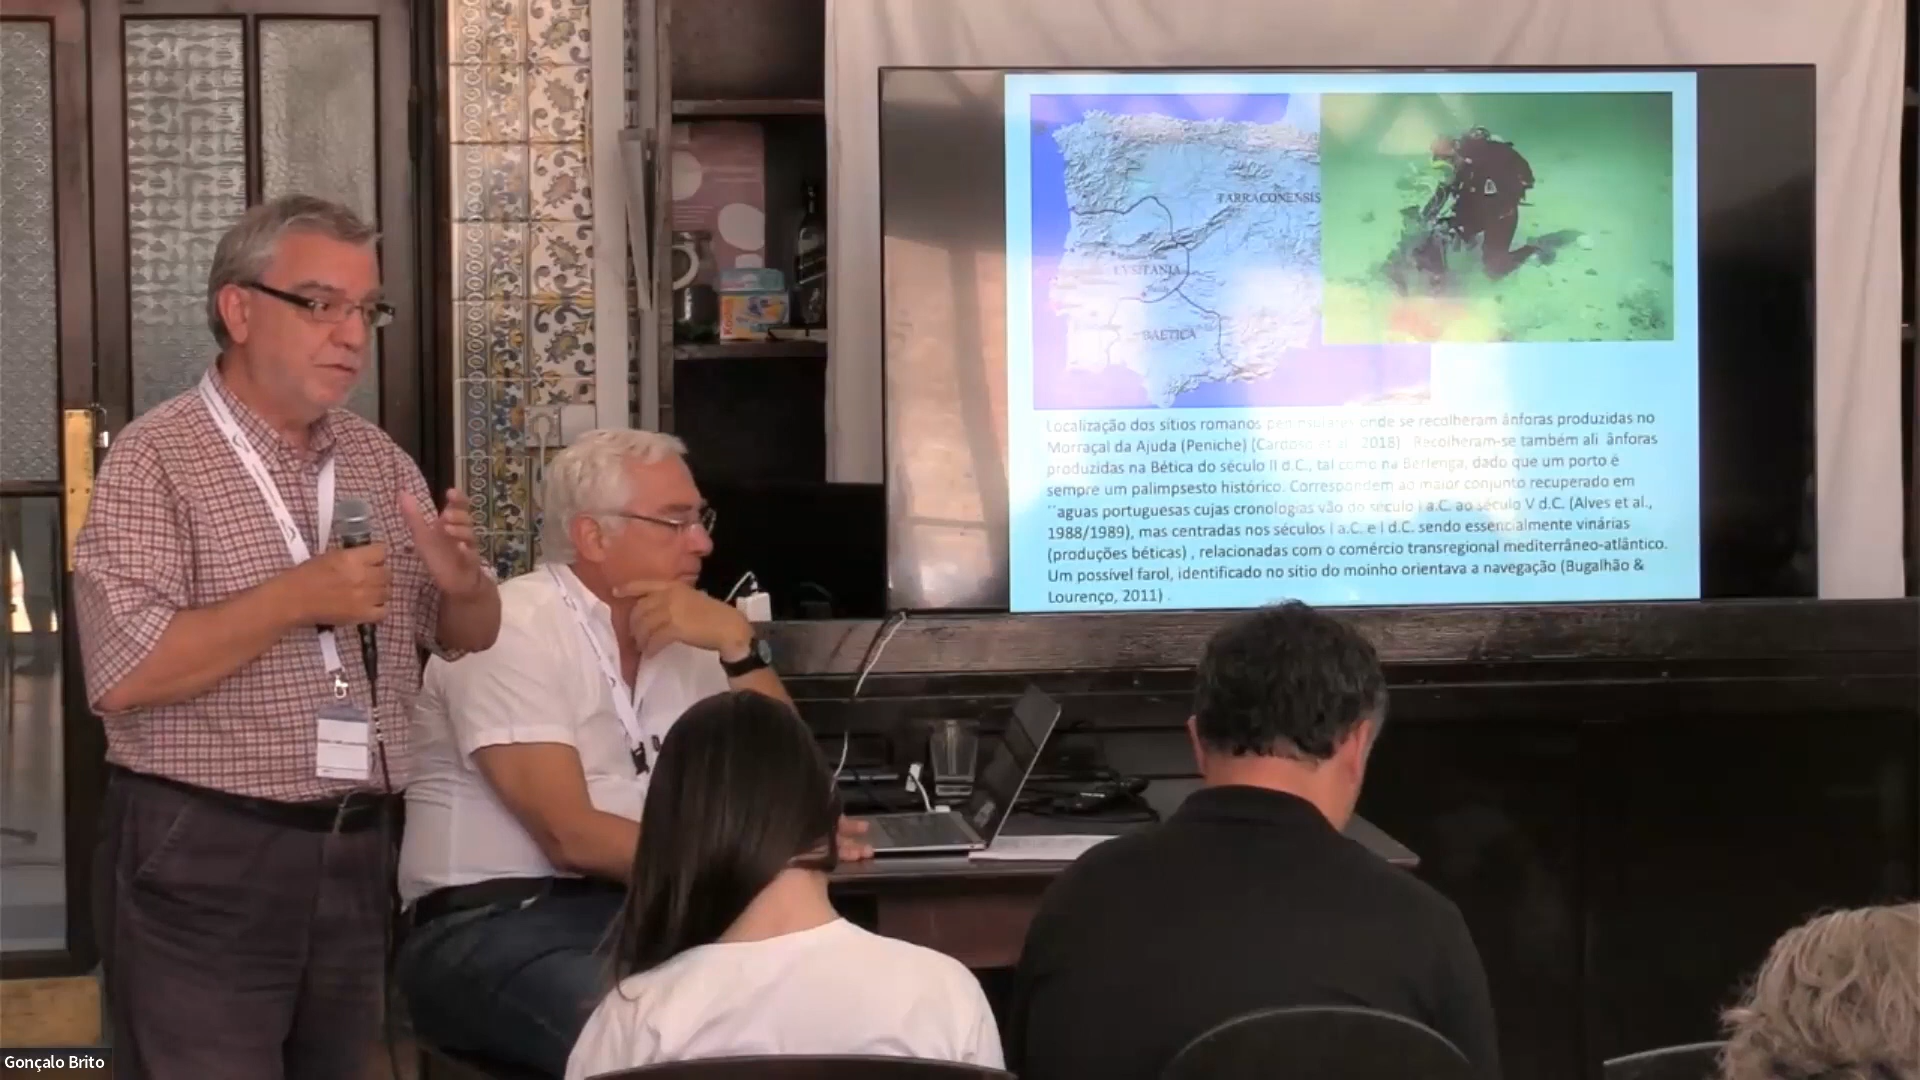 TARRACONENSIS
LVSITANIA
BAETICA
Localização dos sítios romanos peninsulares onde se recolheram ânforas produzidas no
Morraçal da Ajuda (Peniche) (Cardoso et al. 2018) Recolheram-se também ali ânforas
produzidas na Bética do século II d.C., tal como na Berlenga, dado que um porto é
sempre um palimpsesto histórico. Correspondem ao maior conjunto recuperado em
´´aguas portuguesas cujas cronologias vão do século I a.C. ao século V d.C. (Alves et al.,
1988/1989), mas centradas nos séculos I a.C. e I d.C. sendo essencialmente vinárias
(produções béticas) , relacionadas com o comércio transregional mediterrâneo-atlântico.
Um possível farol, identificado no sítio do moinho orientava a navegação (Bugalhão &
Lourenço, 2011) .
Kodak
Gonçalo Brito